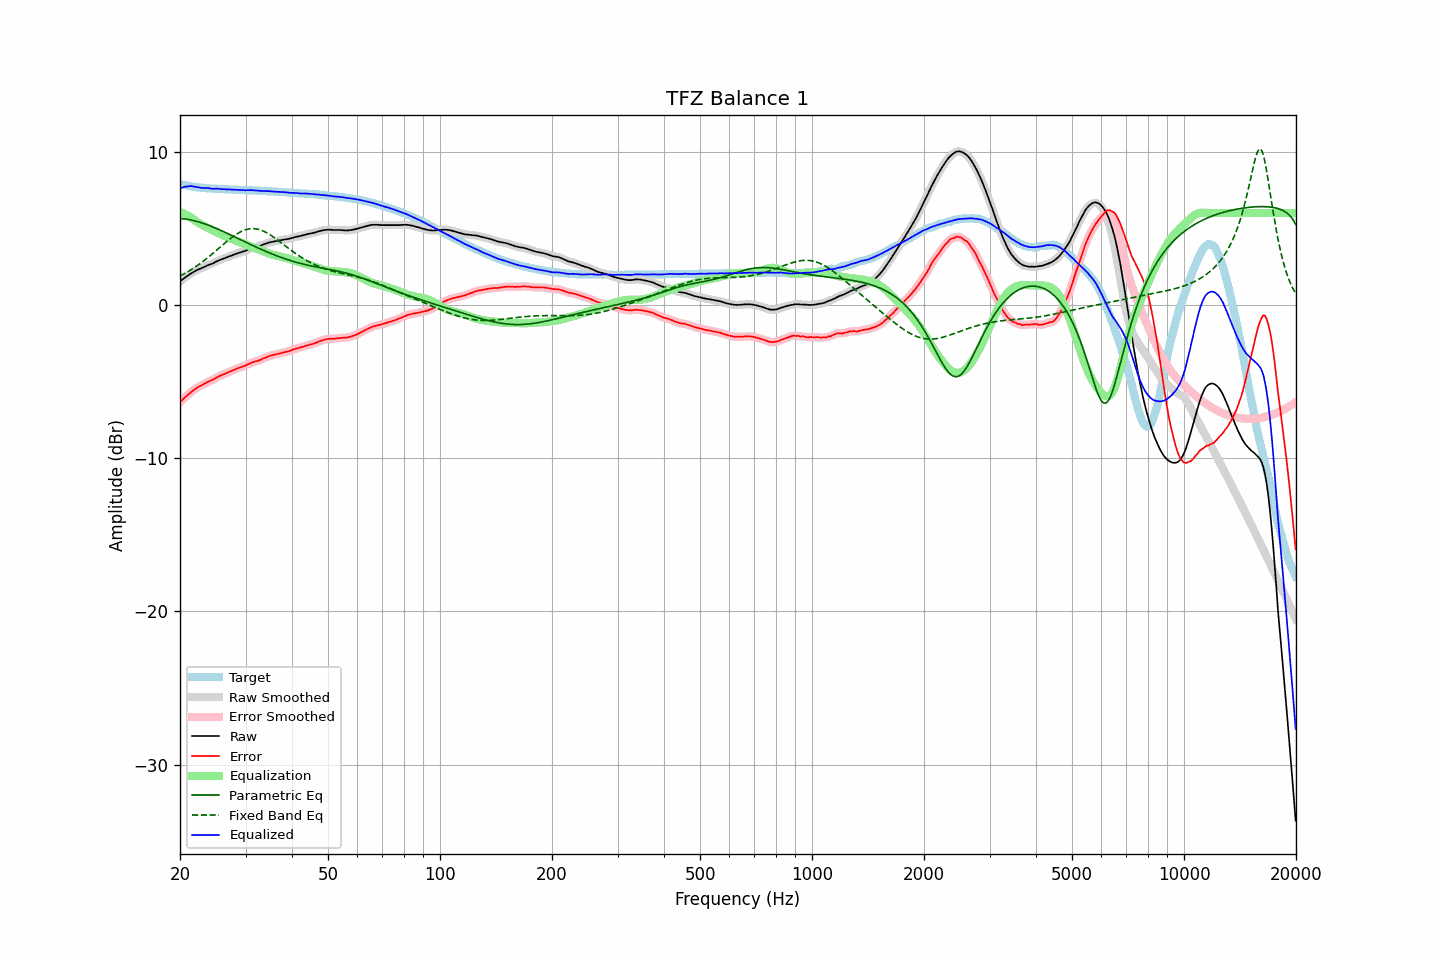 TFZ Balance 1
10
0
−10
−20
−30
Amplitude (dBr)
Target
Raw Smoothed
Error Smoothed
Raw
Error
Equalization
Parametric Eq
Fixed Band Eq
Equalized
20 50 100 200 500 1000 2000 5000 10000 20000
Frequency (Hz)